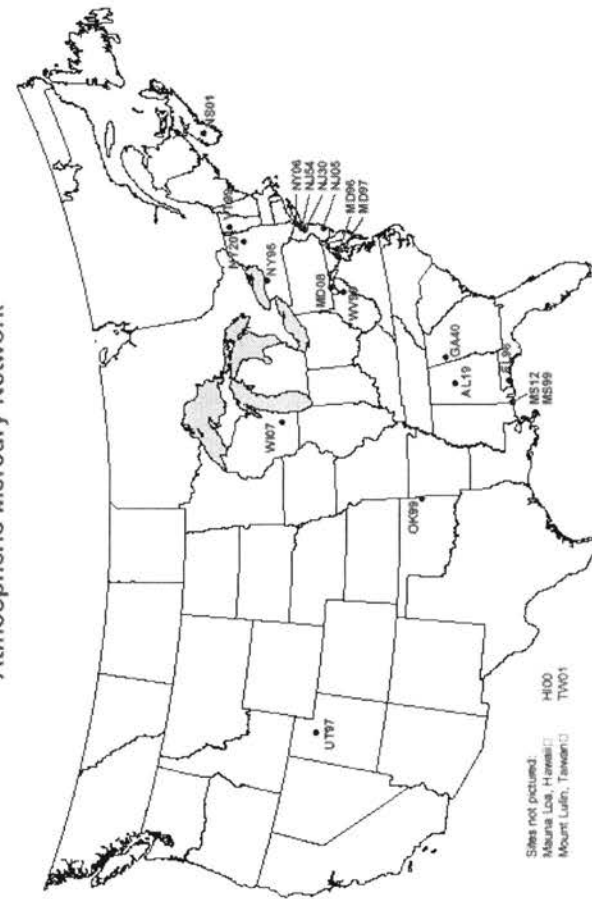 Atmospheric Mercury Network
NS01
VT99
NY20
NY95
NY06
NJ54
NJ30
NJ05
MD96
MD97
MD08
WV99
WI07
GA40
AL19
FL96
MS12
MS99
OK99
UT97
Sites not pictured:
Mauna Loa, Hawaii□ HI00
Mount Lulin, Taiwan□ TW01